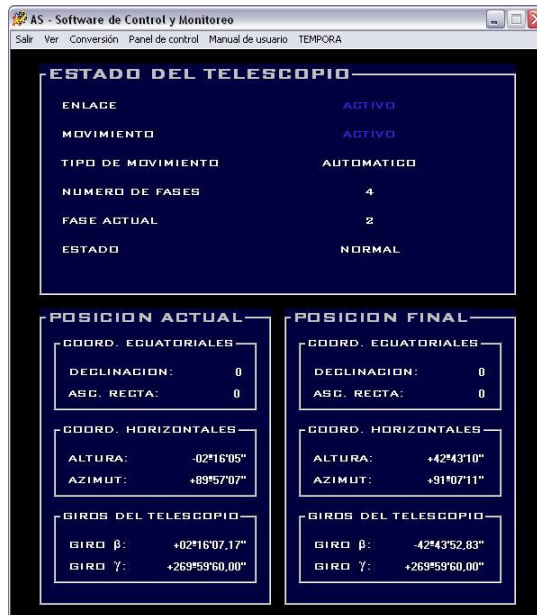 AS - Software de Control y Monitoreo
Salir Ver Conversión Panel de control Manual de usuario TEMPORA
ESTADO DEL TELESCOPIO
ENLACE ACTIVO
MOVIMIENTO ACTIVO
TIPO DE MOVIMIENTO AUTOMATICO
NUMERO DE FASES 4
FASE ACTUAL 2
ESTADO NORMAL
POSICION ACTUAL
COORD. ECUATORIALES
DECLINACION: 0
ASC. RECTA: 0
COORD. HORIZONTALES
ALTURA: -02º16'05"
AZIMUT: +89º57'07"
GIROS DEL TELESCOPIO
GIRO β: +02º16'07,17"
GIRO γ: +269º59'60,00"
POSICION FINAL
COORD. ECUATORIALES
DECLINACION: 0
ASC. RECTA: 0
COORD. HORIZONTALES
ALTURA: +42º43'10"
AZIMUT: +91º07'11"
GIROS DEL TELESCOPIO
GIRO β: -42º43'52,83"
GIRO γ: +269º59'60,00"